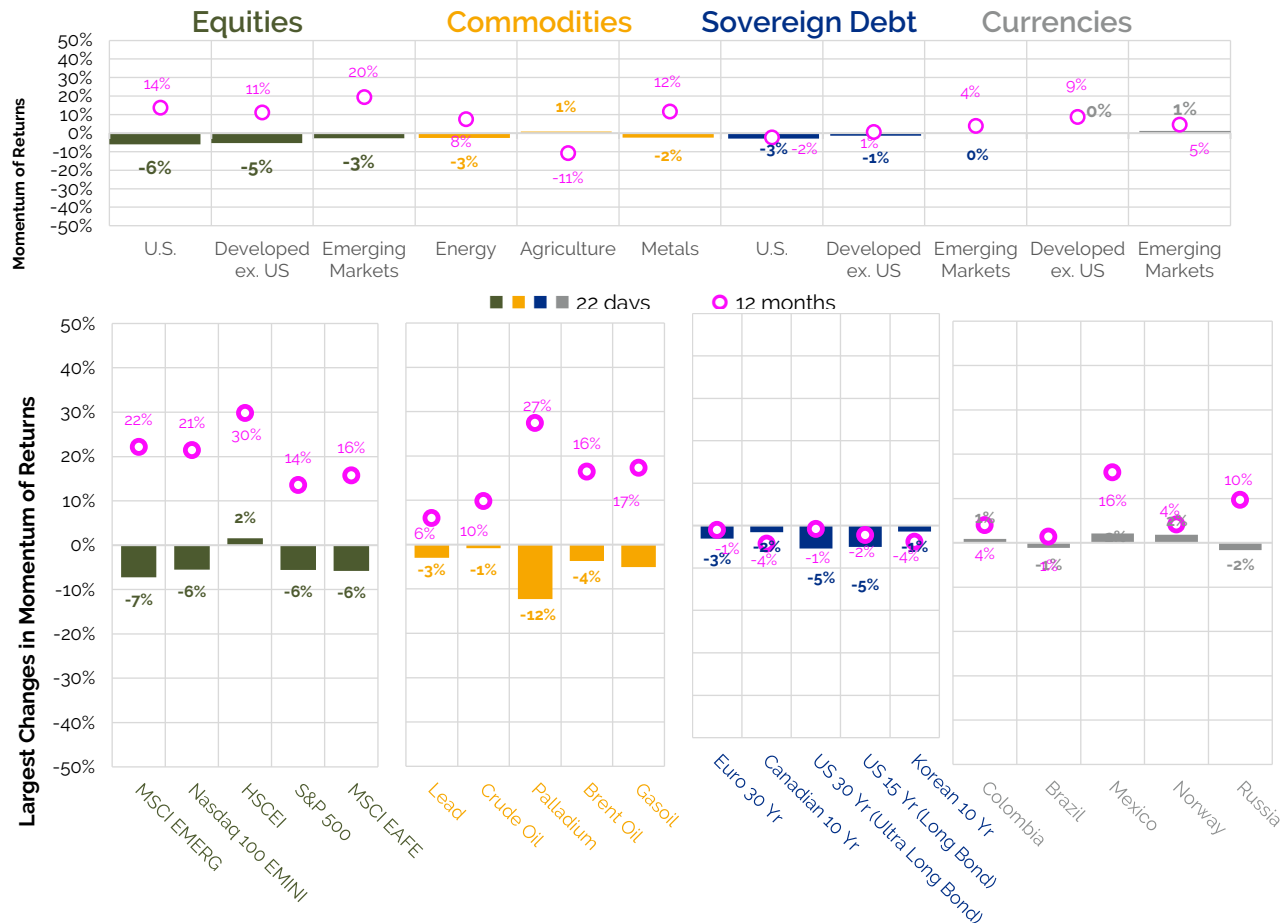 Equities Commodities Sovereign Debt Currencies
Momentum of Returns
50%
40%
30%
20%
10%
0%
-10%
-20%
-30%
-40%
-50%
14% 11% 20% 8% -11% 12% -2% 1% 4% 9% 5%
-6% -5% -3% -3% 1% -2% -3% -1% 0% 0% 1%
U.S. Developed ex. US Emerging Markets Energy Agriculture Metals U.S. Developed ex. US Emerging Markets Developed ex. US Emerging Markets
22 days 12 months
Largest Changes in Momentum of Returns
50%
40%
30%
20%
10%
0%
-10%
-20%
-30%
-40%
-50%
22% 21% 30% 14% 16%
-7% -6% 2% -6% -6%
MSCI EMERG
Nasdaq 100 EMINI
HSCEI
S&P 500
MSCI EAFE
6% 10% 27% 16% 17%
-3% -1% -12% -4%
Lead
Crude Oil
Palladium
Brent Oil
Gasoil
-1% -4% -1% -2% -4%
-3% -2% -5% -5% -1%
Euro 30 Yr
Canadian 10 Yr
US 30 Yr (Ultra Long Bond)
US 15 Yr (Long Bond)
Korean 10 Yr
4% 1% 16% 4% 10%
1% -1% -2%
Colombia
Brazil
Mexico
Norway
Russia